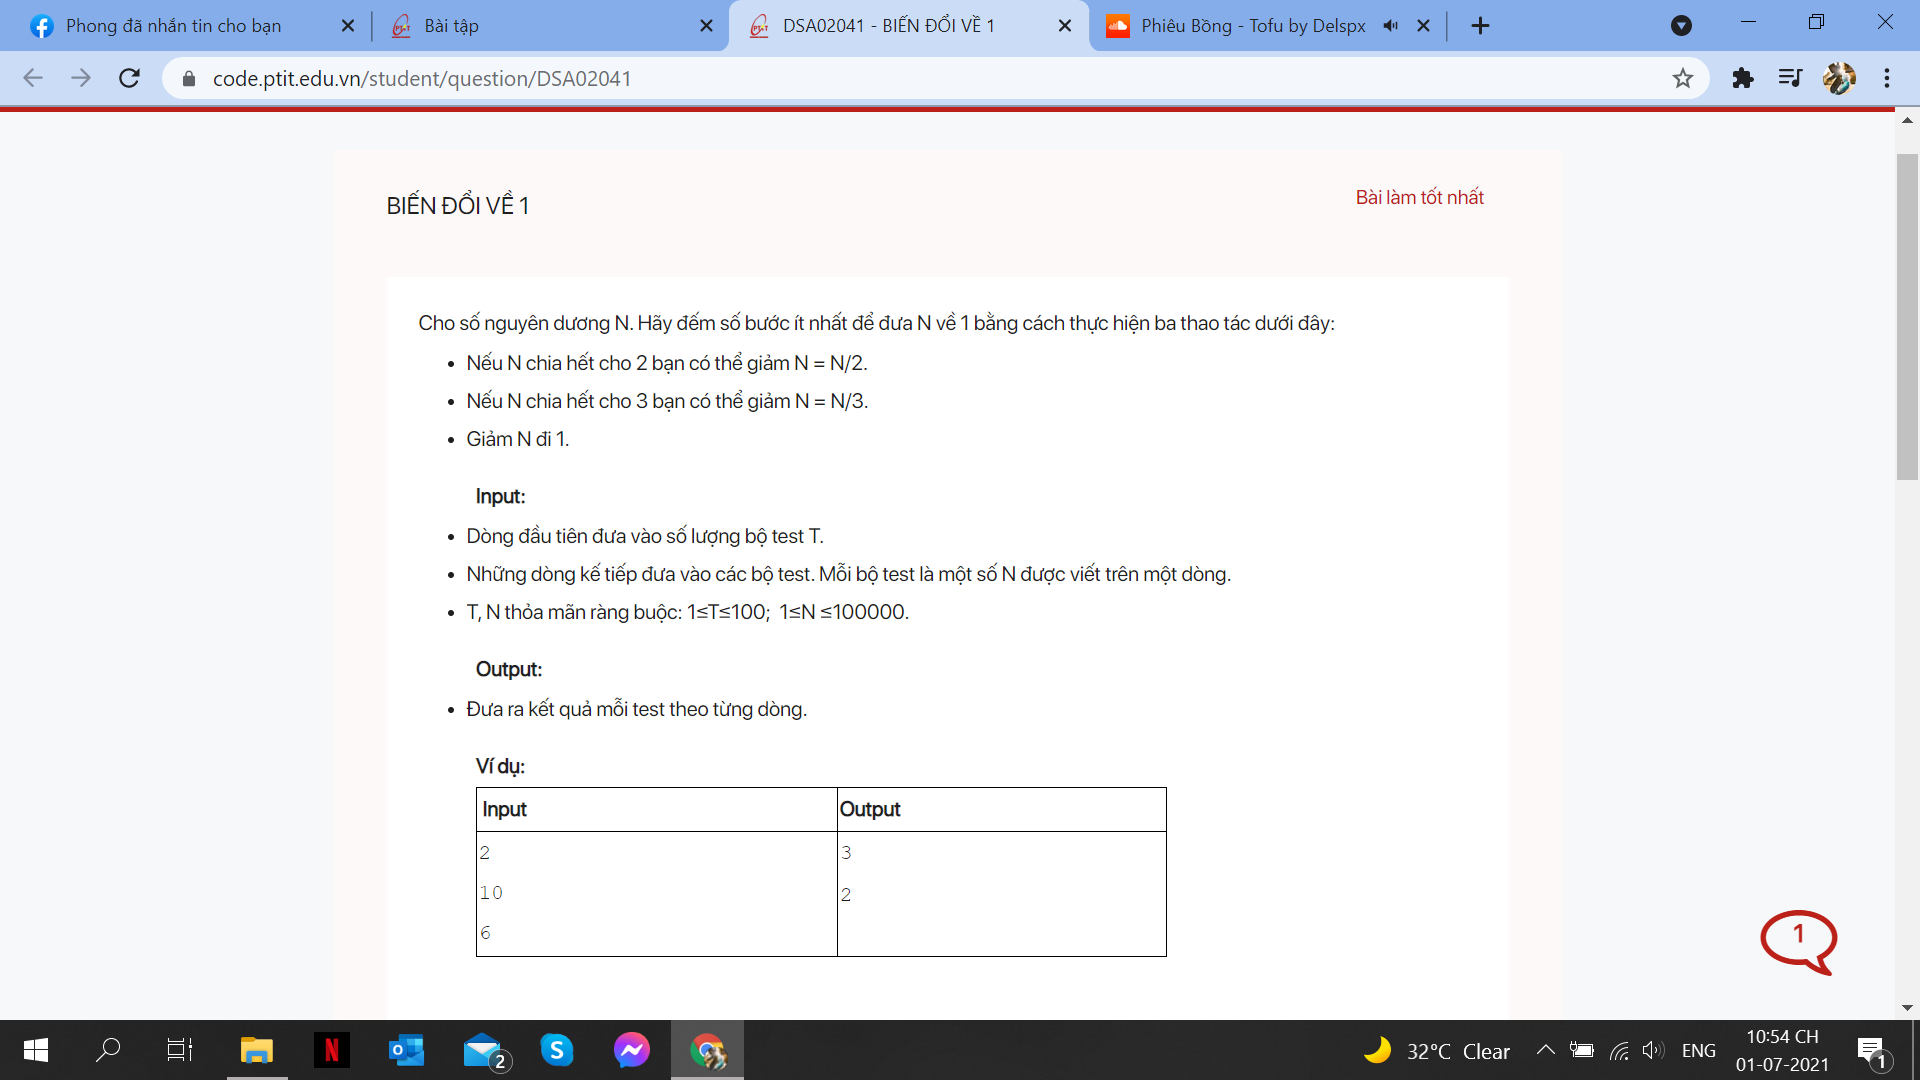 Phong đã nhắn tin cho bạn
Bài tập
DSA02041 - BIẾN ĐỔI VỀ 1
Phiêu Bồng - Tofu by Delspx
code.ptit.edu.vn/student/question/DSA02041
BIẾN ĐỔI VỀ 1
Bài làm tốt nhất
Cho số nguyên dương N. Hãy đếm số bước ít nhất để đưa N về 1 bằng cách thực hiện ba thao tác dưới đây:
• Nếu N chia hết cho 2 bạn có thể giảm N = N/2.
• Nếu N chia hết cho 3 bạn có thể giảm N = N/3.
• Giảm N đi 1.
Input:
• Dòng đầu tiên đưa vào số lượng bộ test T.
• Những dòng kế tiếp đưa vào các bộ test. Mỗi bộ test là một số N được viết trên một dòng.
• T, N thỏa mãn ràng buộc: 1≤T≤100; 1≤N ≤100000.
Output:
• Đưa ra kết quả mỗi test theo từng dòng.
Ví dụ:
Input Output
2 3
10 2
6
1
2
32°C Clear
ENG
10:54 CH
01-07-2021
1